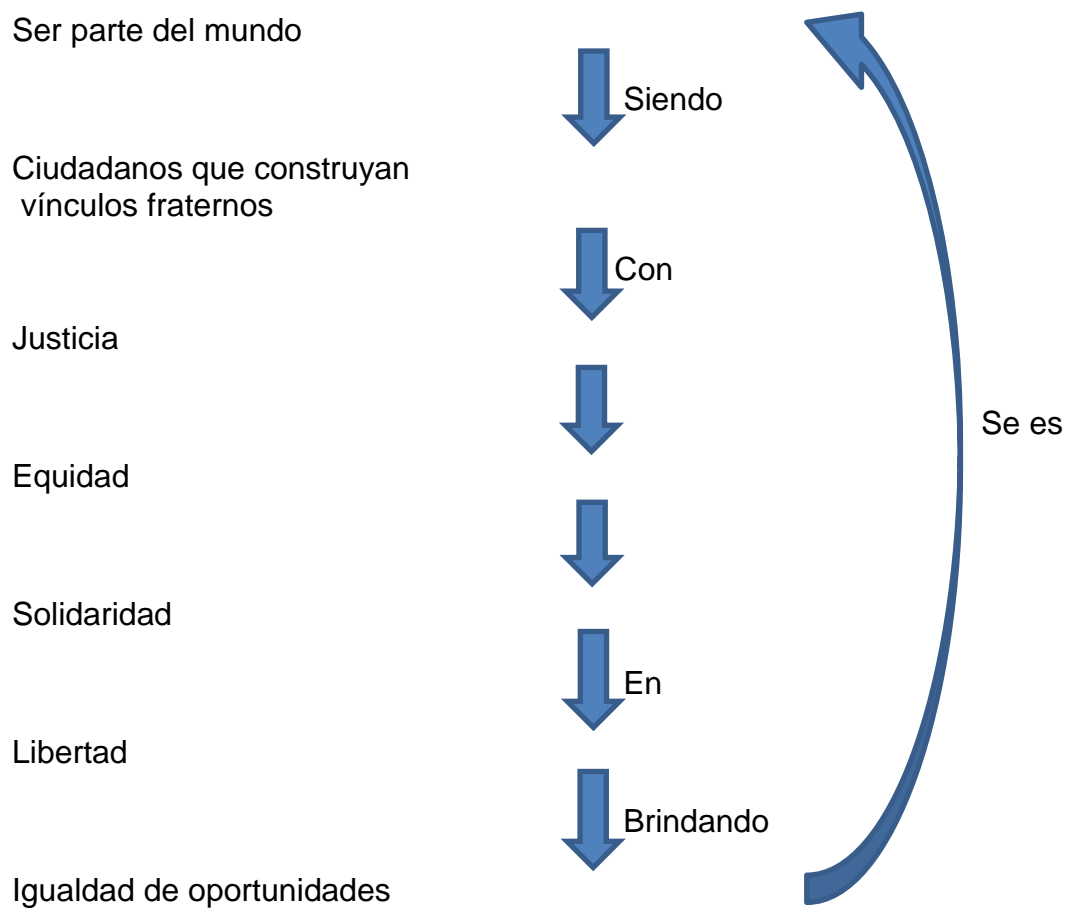 Ser parte del mundo
Siendo
Ciudadanos que construyan
vínculos fraternos
Con
Justicia
Se es
Equidad
Solidaridad
En
Libertad
Brindando
Igualdad de oportunidades